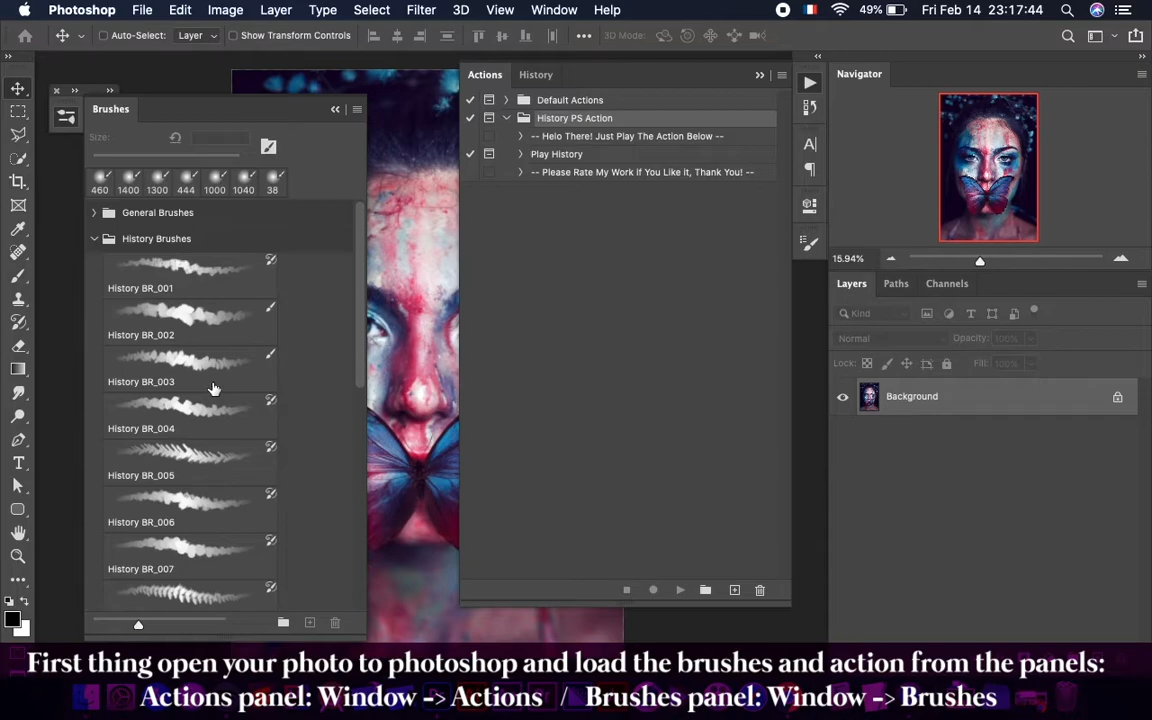 Photoshop File Edit Image Layer Type Select Filter 3D View Window Help 49% Fri Feb 14 23:17:44
Auto-Select: Layer Show Transform Controls 3D Mode:
Actions History
Navigator
Brushes
Default Actions
Size:
History PS Action
-- Helo There! Just Play The Action Below --
Play History
460 1400 1300 444 1000 1040 38
-- Please Rate My Work if You Like it, Thank You! --
General Brushes
History Brushes
15.94%
History BR_001
Layers Paths Channels
Kind
History BR_002
Normal Opacity: 100%
Lock: Fill: 100%
History BR_003
Background
History BR_004
History BR_005
History BR_006
History BR_007
First thing open your photo to photoshop and load the brushes and action from the panels:
Actions panel: Window -> Actions / Brushes panel: Window -> Brushes